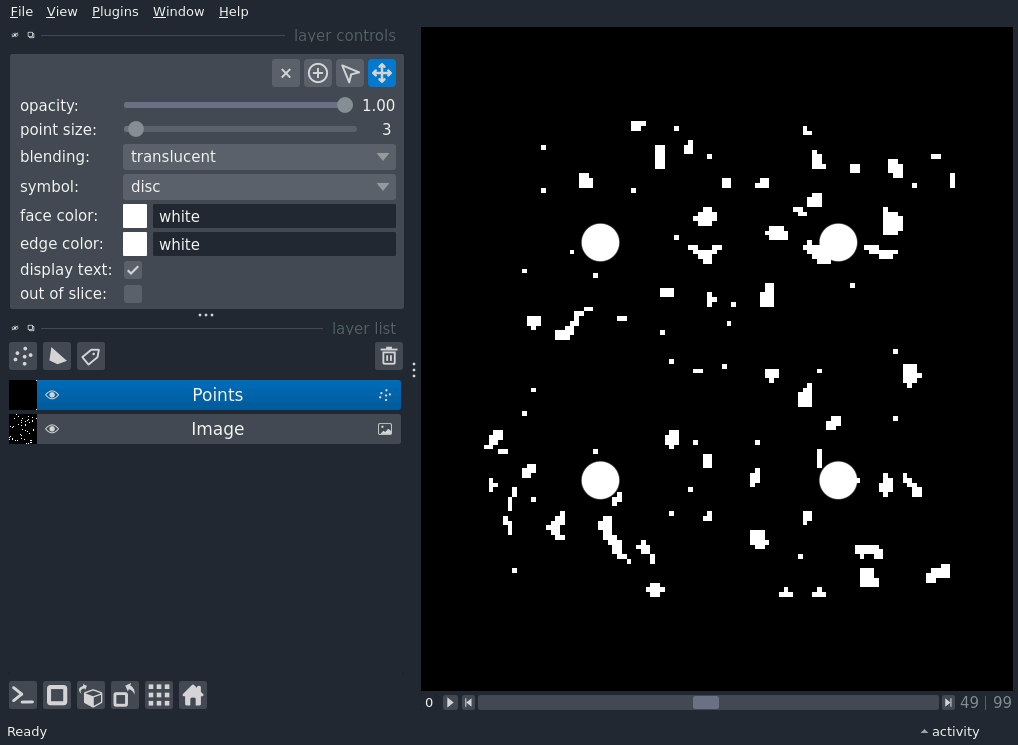 File View Plugins Window Help
layer controls
opacity: 1.00
point size: 3
blending: translucent
symbol: disc
face color: white
edge color: white
display text:
out of slice:
layer list
Points
Image
0 49 | 99
Ready activity